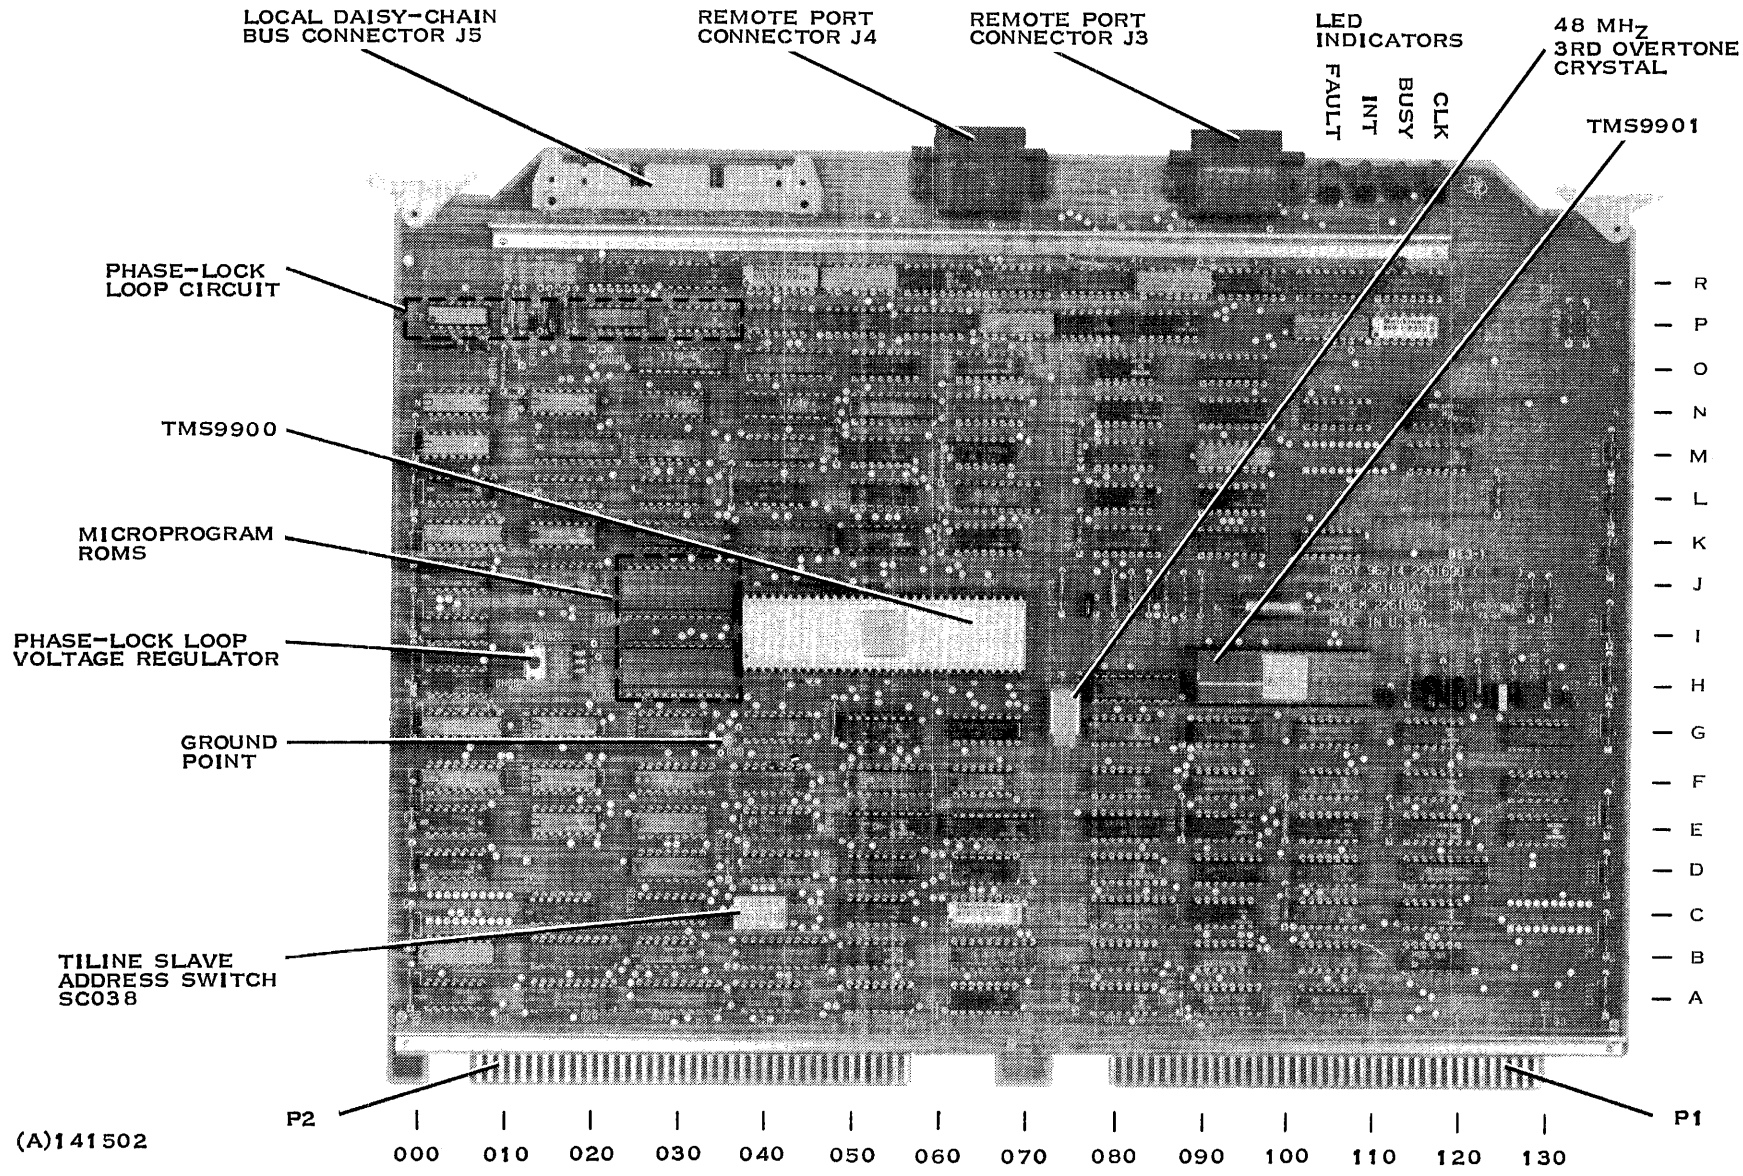 LOCAL DAISY-CHAIN
BUS CONNECTOR J5
REMOTE PORT
CONNECTOR J4
REMOTE PORT
CONNECTOR J3
LED
INDICATORS
FAULT
INT
BUSY
CLK
48 MHZ
3RD OVERTONE
CRYSTAL
TMS9901
PHASE-LOCK
LOOP CIRCUIT
TMS9900
MICROPROGRAM
ROMS
PHASE-LOCK LOOP
VOLTAGE REGULATOR
GROUND
POINT
TILINE SLAVE
ADDRESS SWITCH
SC038
R
P
O
N
M
L
K
J
I
H
G
F
E
D
C
B
A
MADE IN U.S.A.
P2
P1
(A)141502
000 010 020 030 040 050 060 070 080 090 100 110 120 130